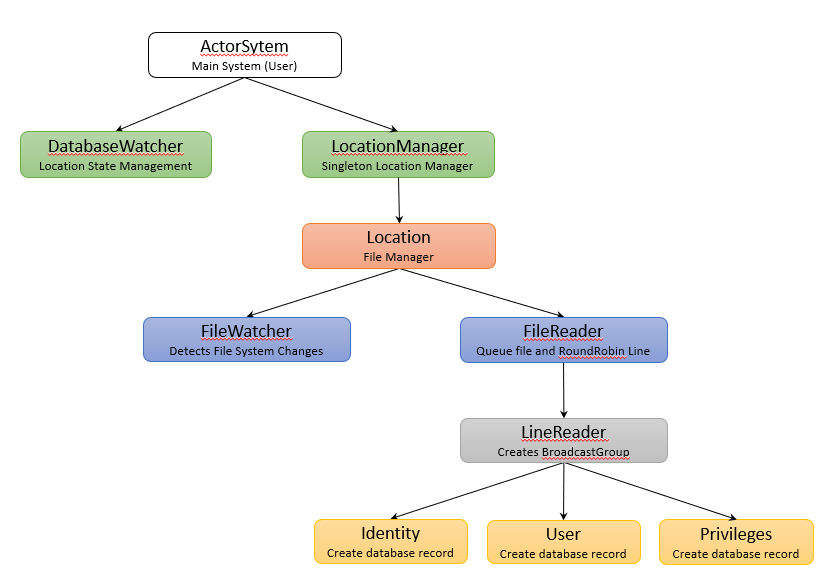 ActorSytem
Main System (User)
DatabaseWatcher
Location State Management
LocationManager
Singleton Location Manager
Location
File Manager
FileWatcher
Detects File System Changes
FileReader
Queue file and RoundRobin Line
LineReader
Creates BroadcastGroup
Identity
Create database record
User
Create database record
Privileges
Create database record